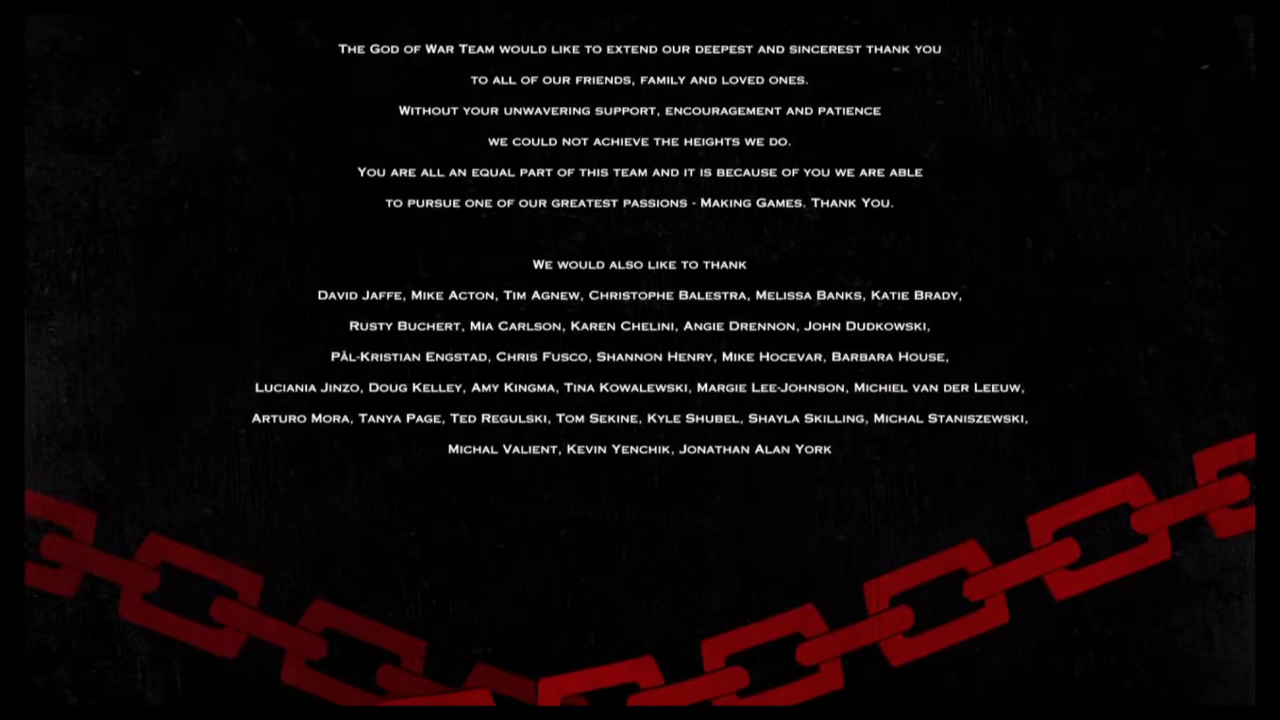 The God of War Team would like to extend our deepest and sincerest thank you
to all of our friends, family and loved ones.
Without your unwavering support, encouragement and patience
we could not achieve the heights we do.
You are all an equal part of this team and it is because of you we are able
to pursue one of our greatest passions - Making Games. Thank You.
We would also like to thank
David Jaffe, Mike Acton, Tim Agnew, Christophe Balestra, Melissa Banks, Katie Brady,
Rusty Buchert, Mia Carlson, Karen Chelini, Angie Drennon, John Dudkowski,
Pål-Kristian Engstad, Chris Fusco, Shannon Henry, Mike Hocevar, Barbara House,
Luciania Jinzo, Doug Kelley, Amy Kingma, Tina Kowalewski, Margie Lee-Johnson, Michiel van der Leeuw,
Arturo Mora, Tanya Page, Ted Regulski, Tom Sekine, Kyle Shubel, Shayla Skilling, Michal Staniszewski,
Michal Valient, Kevin Yenchik, Jonathan Alan York